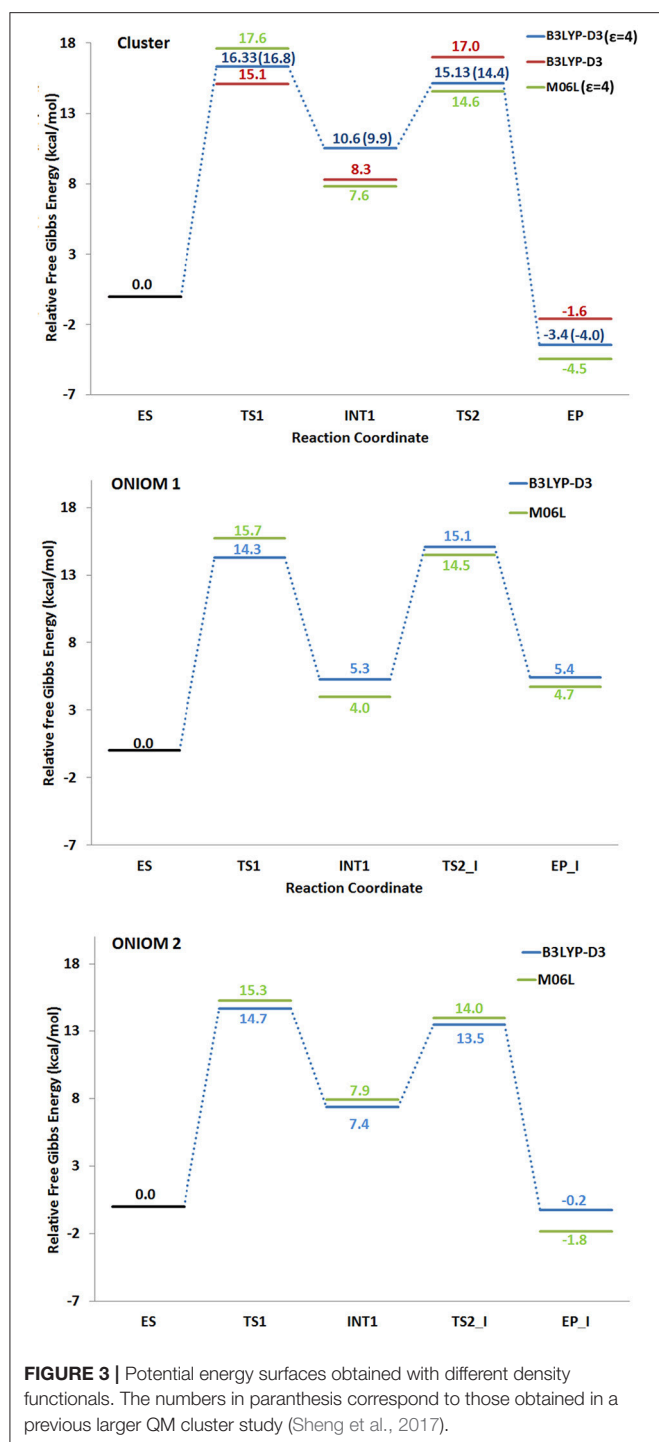 Cluster
Relative Free Gibbs Energy (kcal/mol)
18
13
8
3
-2
-7
B3LYP-D3(ε=4)
B3LYP-D3
M06L(ε=4)
0.0
17.6
16.33(16.8)
15.1
10.6(9.9)
8.3
7.6
17.0
15.13 (14.4)
14.6
-1.6
-3.4(-4.0)
-4.5
ES TS1 INT1 TS2 EP
Reaction Coordinate
ONIOM 1
Relative free Gibbs Energy (kcal/mol)
18
13
8
3
-2
-7
B3LYP-D3
M06L
0.0
15.7
14.3
5.3
4.0
15.1
14.5
5.4
4.7
ES TS1 INT1 TS2_I EP_I
Reaction Coordinate
ONIOM 2
Relative Free Gibbs Energy (kcal/mol)
18
13
8
3
-2
-7
B3LYP-D3
M06L
0.0
15.3
14.7
7.9
7.4
14.0
13.5
-0.2
-1.8
ES TS1 INT1 TS2_I EP_I
FIGURE 3 | Potential energy surfaces obtained with different density
functionals. The numbers in paranthesis correspond to those obtained in a
previous larger QM cluster study (Sheng et al., 2017).